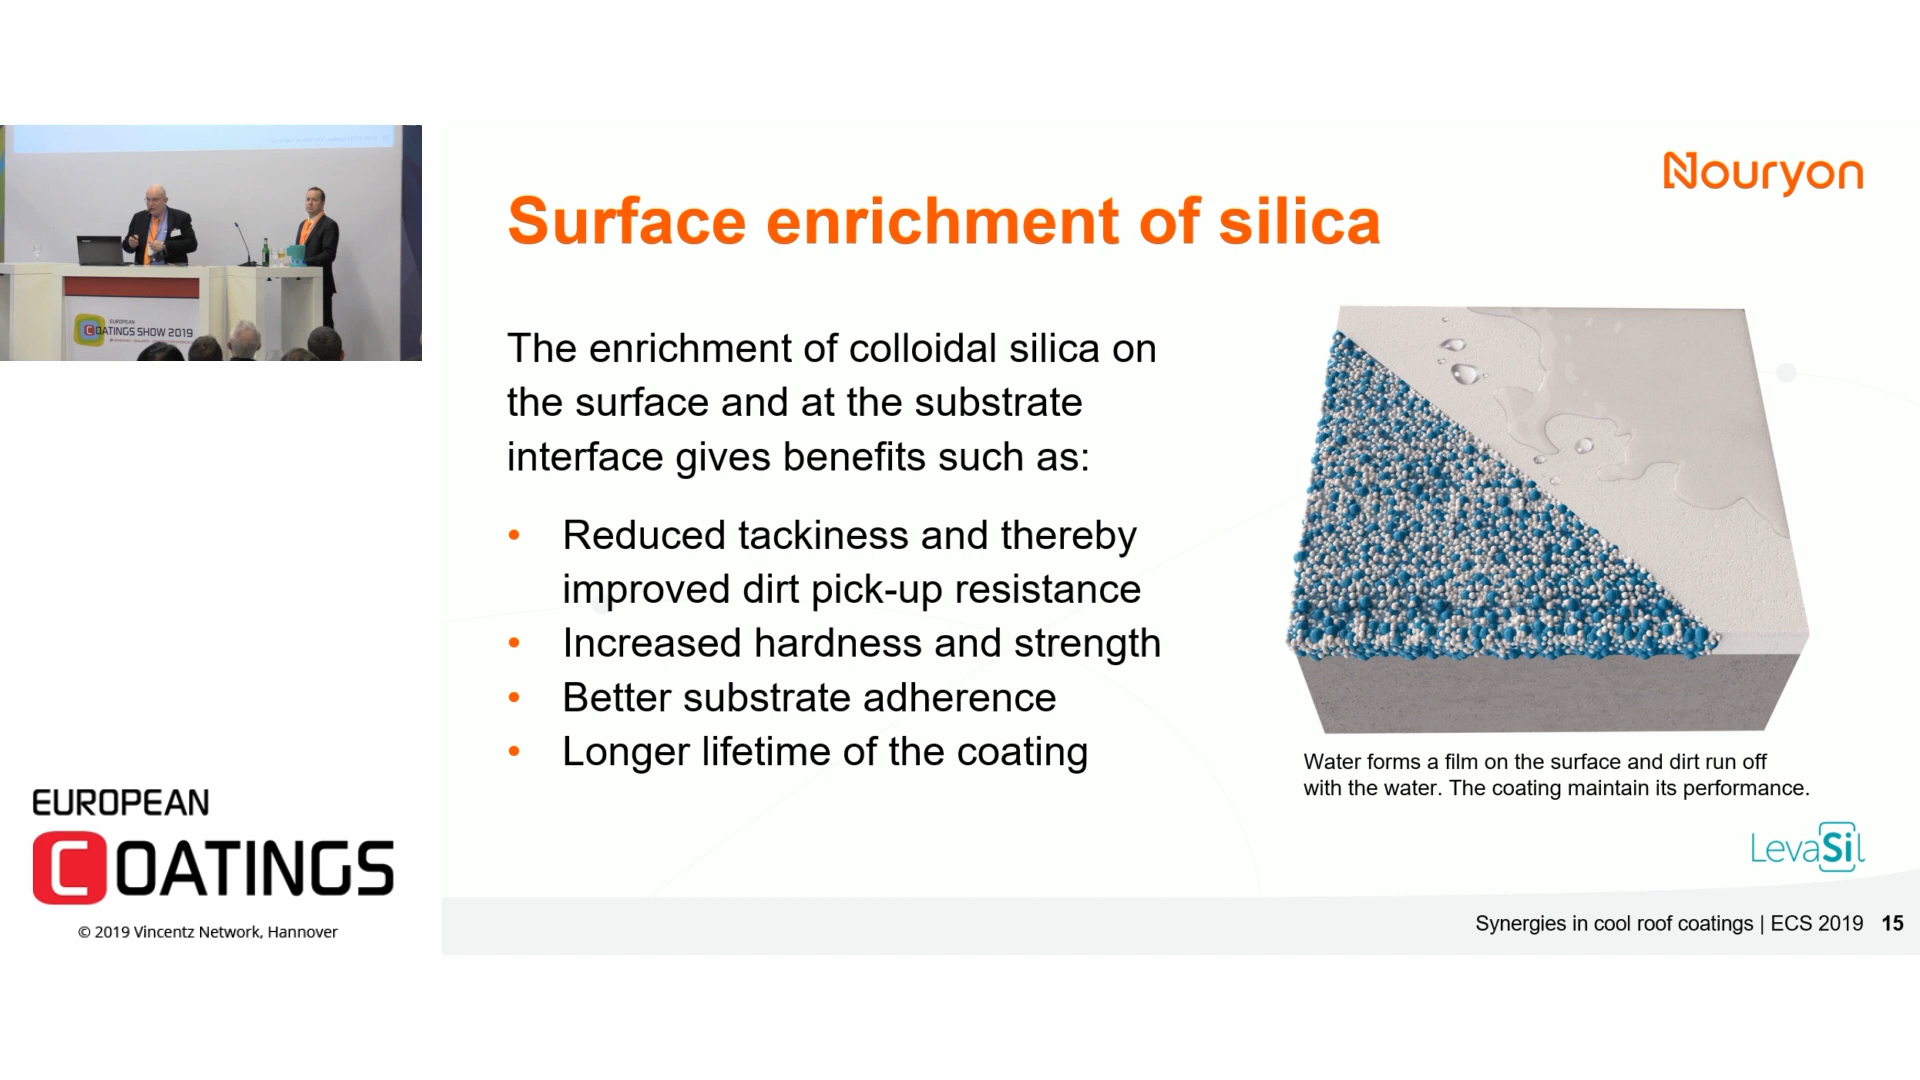 Nouryon
Surface enrichment of silica
The enrichment of colloidal silica on
the surface and at the substrate
interface gives benefits such as:
• Reduced tackiness and thereby
improved dirt pick-up resistance
• Increased hardness and strength
• Better substrate adherence
• Longer lifetime of the coating
Water forms a film on the surface and dirt run off
with the water. The coating maintain its performance.
LevaSil
Synergies in cool roof coatings | ECS 2019 15
EUROPEAN
COATINGS SHOW 2019
EUROPEAN
COATINGS
© 2019 Vincentz Network, Hannover